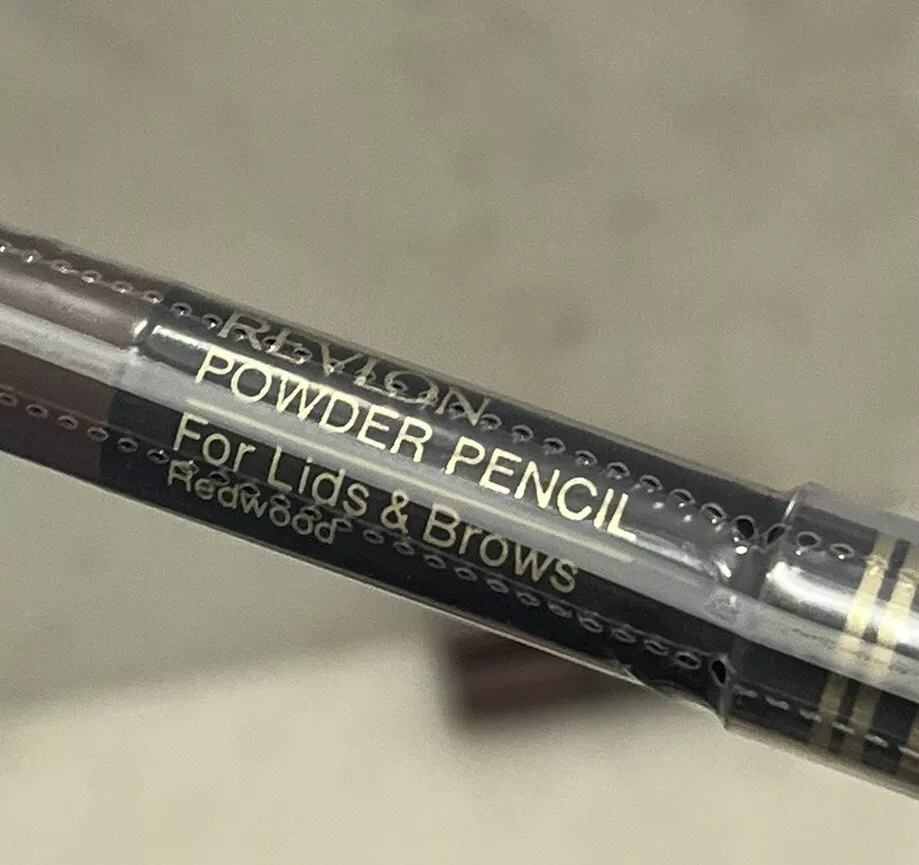 REVLON
POWDER PENCIL
For Lids & Brows
Redwood